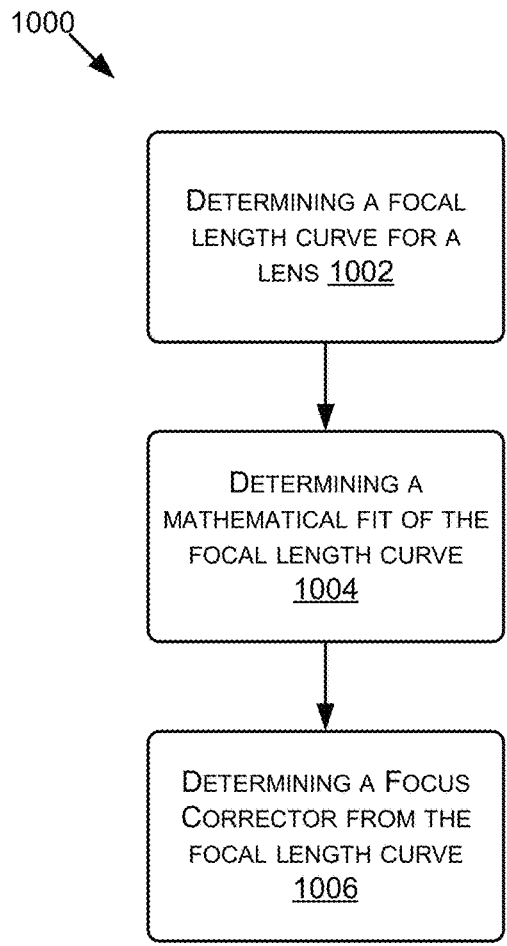 1000
DETERMINING A FOCAL
LENGTH CURVE FOR A
LENS 1002
DETERMINING A
MATHEMATICAL FIT OF THE
FOCAL LENGTH CURVE
1004
DETERMINING A FOCUS
CORRECTOR FROM THE
FOCAL LENGTH CURVE
1006